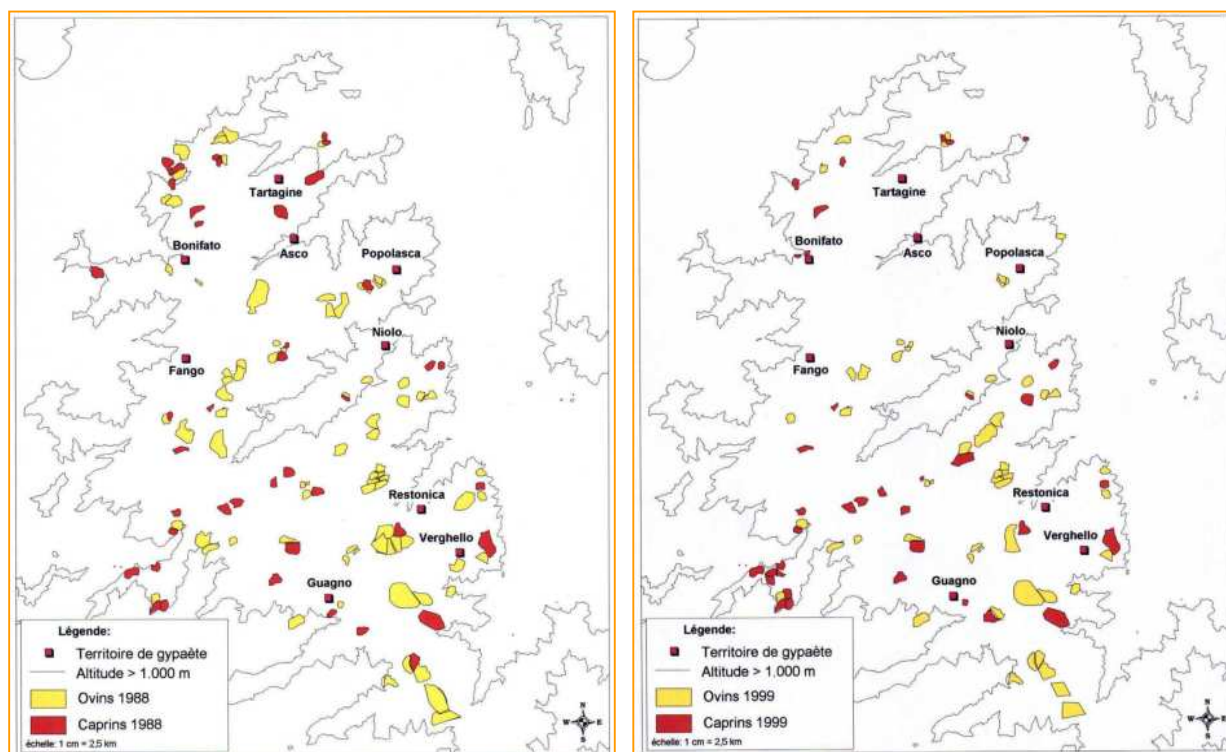 Tartagine
Bonifato
Asco
Popolasca
Niolo
Fango
Restonica
Verghello
Guagno
Légende:
Territoire de gypaète
Altitude > 1.000 m
Ovins 1988
Caprins 1988
échelle: 1 cm = 2,5 km
N
W E
S
Tartagine
Bonifato
Asco
Popolasca
Niolo
Fango
Restonica
Verghello
Guagno
Légende:
Territoire de gypaète
Altitude > 1.000 m
Ovins 1999
Caprins 1999
échelle: 1 cm = 2,5 km
N
W E
S